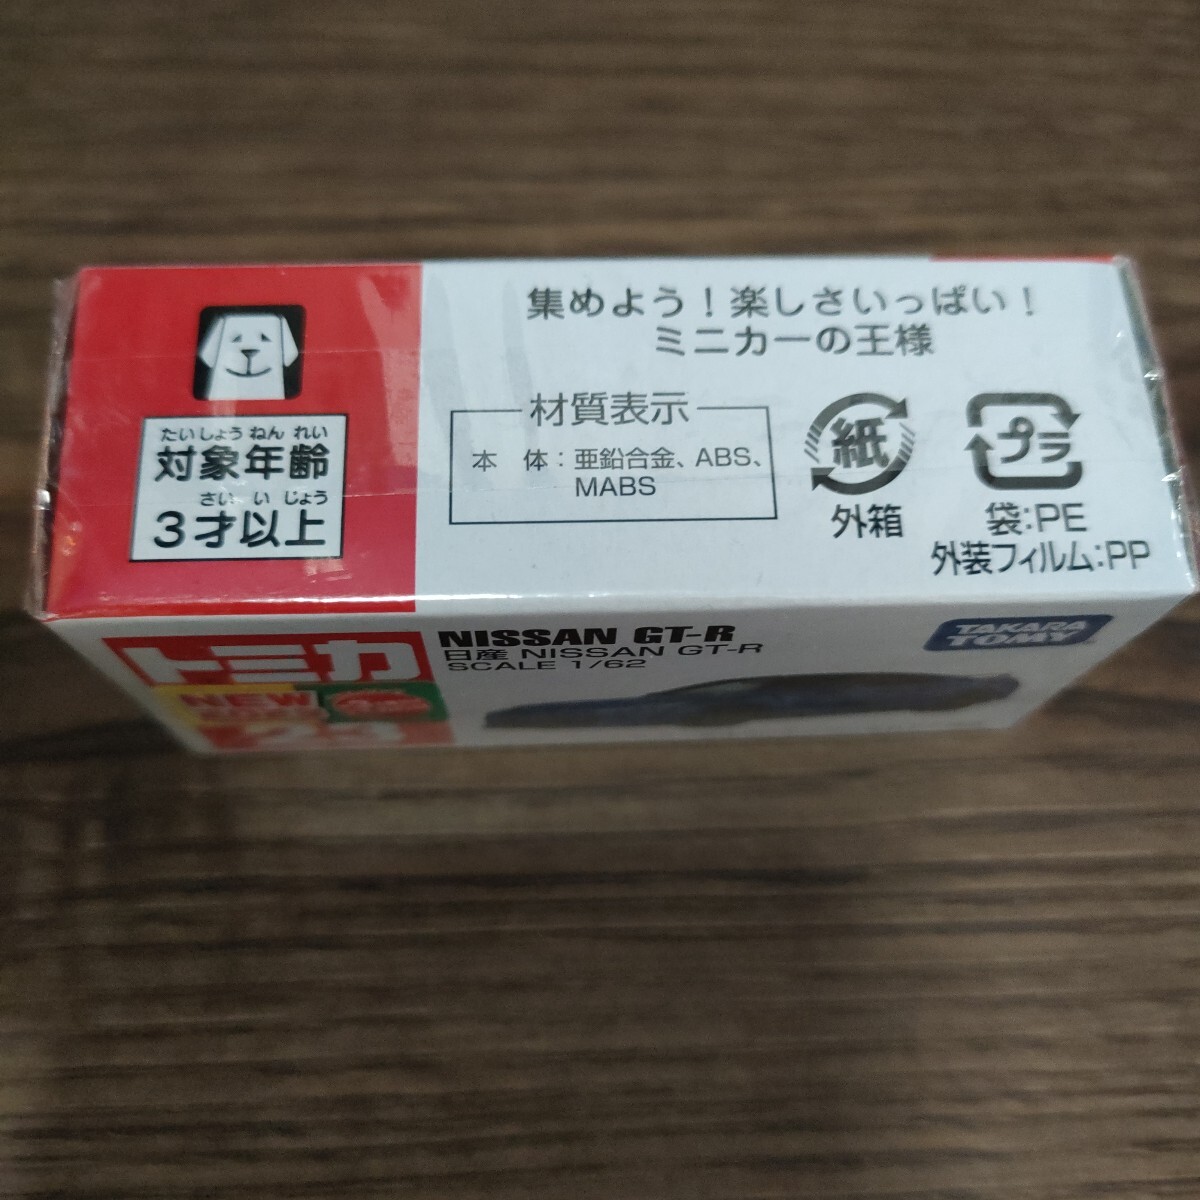 集めよう！楽しさいっぱい！
ミニカーの王様
たいしょう ねん れい
対象年齢
さい い じょう
3才以上
材質表示
本 体：亜鉛合金、ABS、
MABS
紙
外箱
プラ
袋：PE
外装フィルム：PP
トミカ
NEW
23
NISSAN GT-R
日産 NISSAN GT-R
SCALE 1/62
TAKARA
TOMY